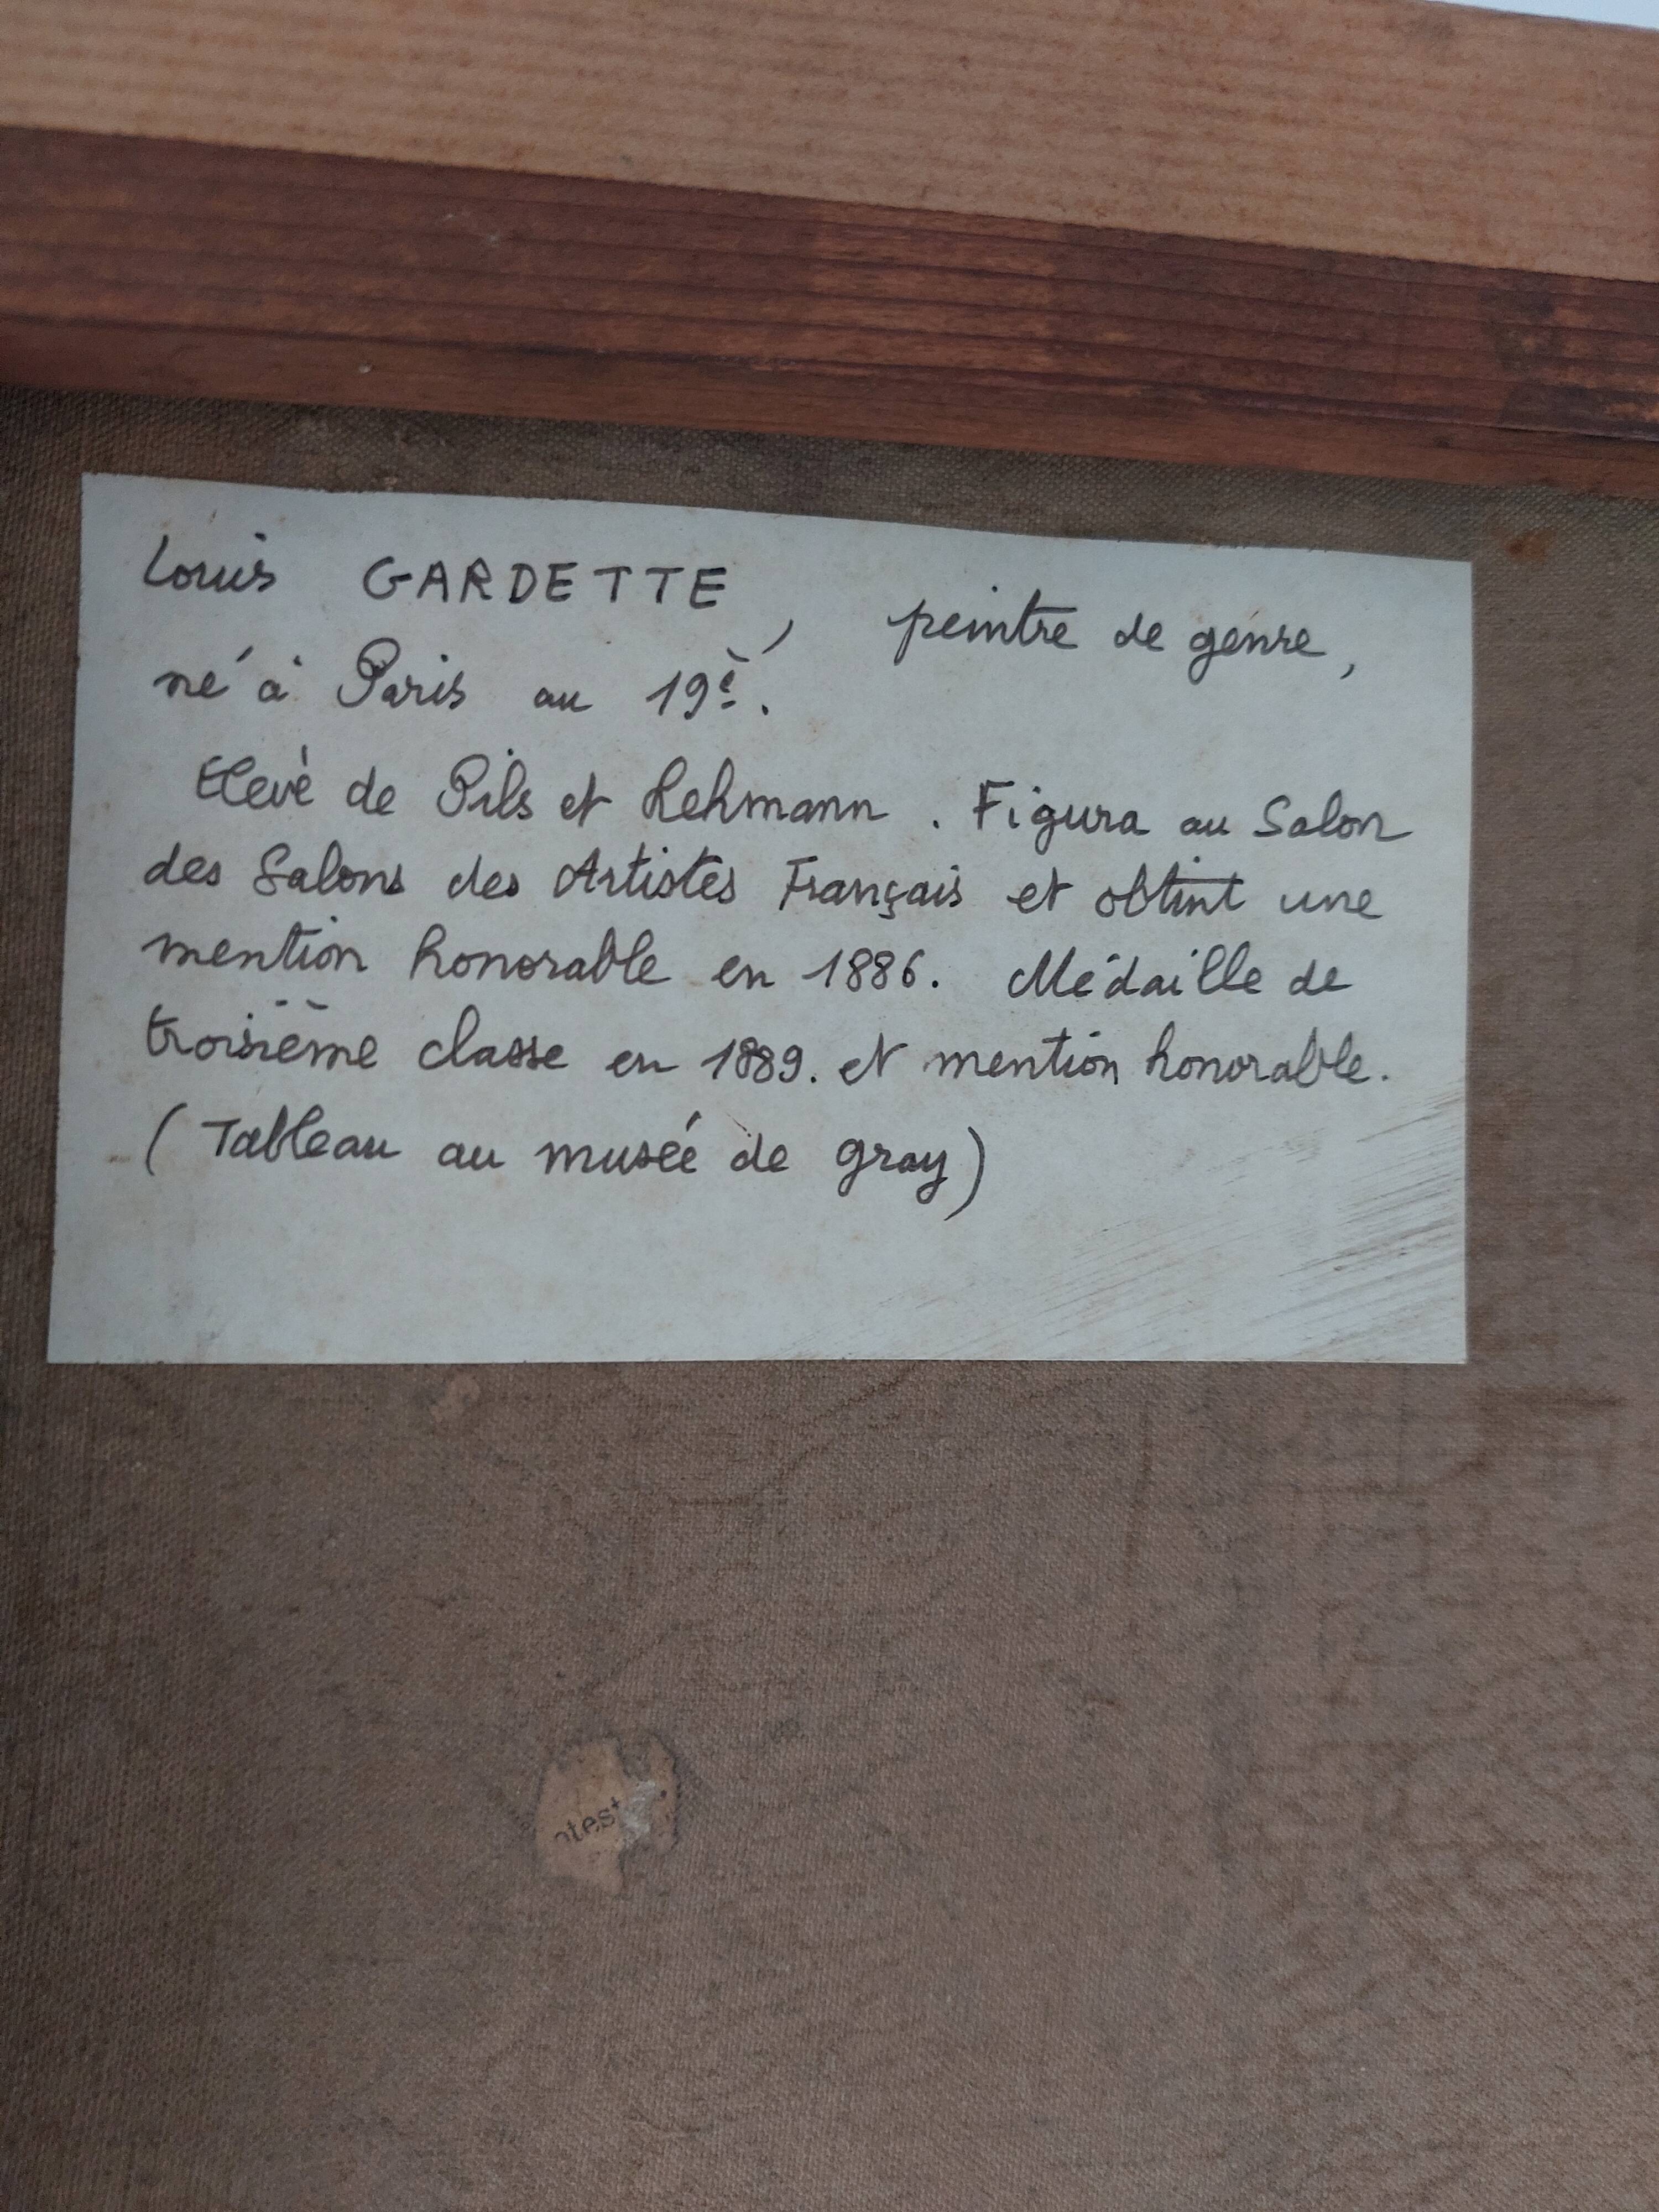 Louis GARDETTE, peintre de genre,
né à Paris au 19è.
Elevé de Pils et Lehmann. Figura au Salon
des Salons des Artistes Français et obtint une
mention honorable en 1886. Médaille de
troisième classe en 1889. et mention honorable.
(Tableau au musée de gray)